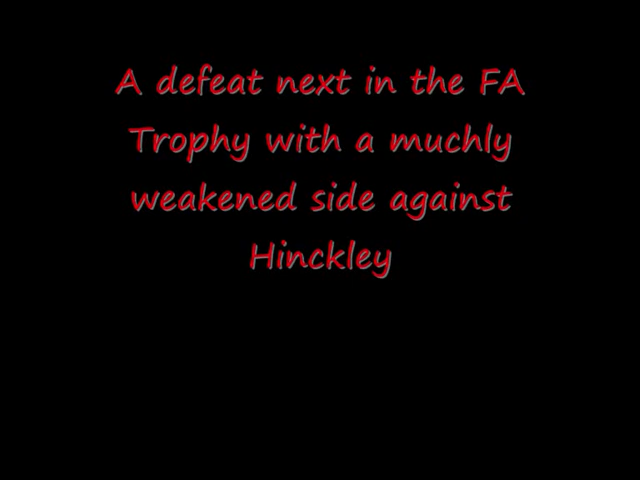 A defeat next in the FA
Trophy with a muchly
weakened side against
Hinckley